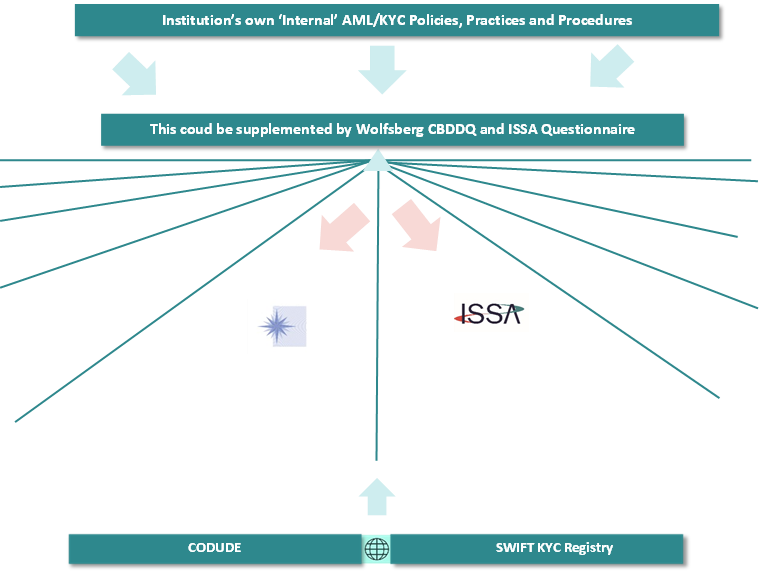 Institution's own 'Internal' AML/KYC Policies, Practices and Procedures
This coud be supplemented by Wolfsberg CBDDQ and ISSA Questionnaire
ISSA
CODUDE
SWIFT KYC Registry